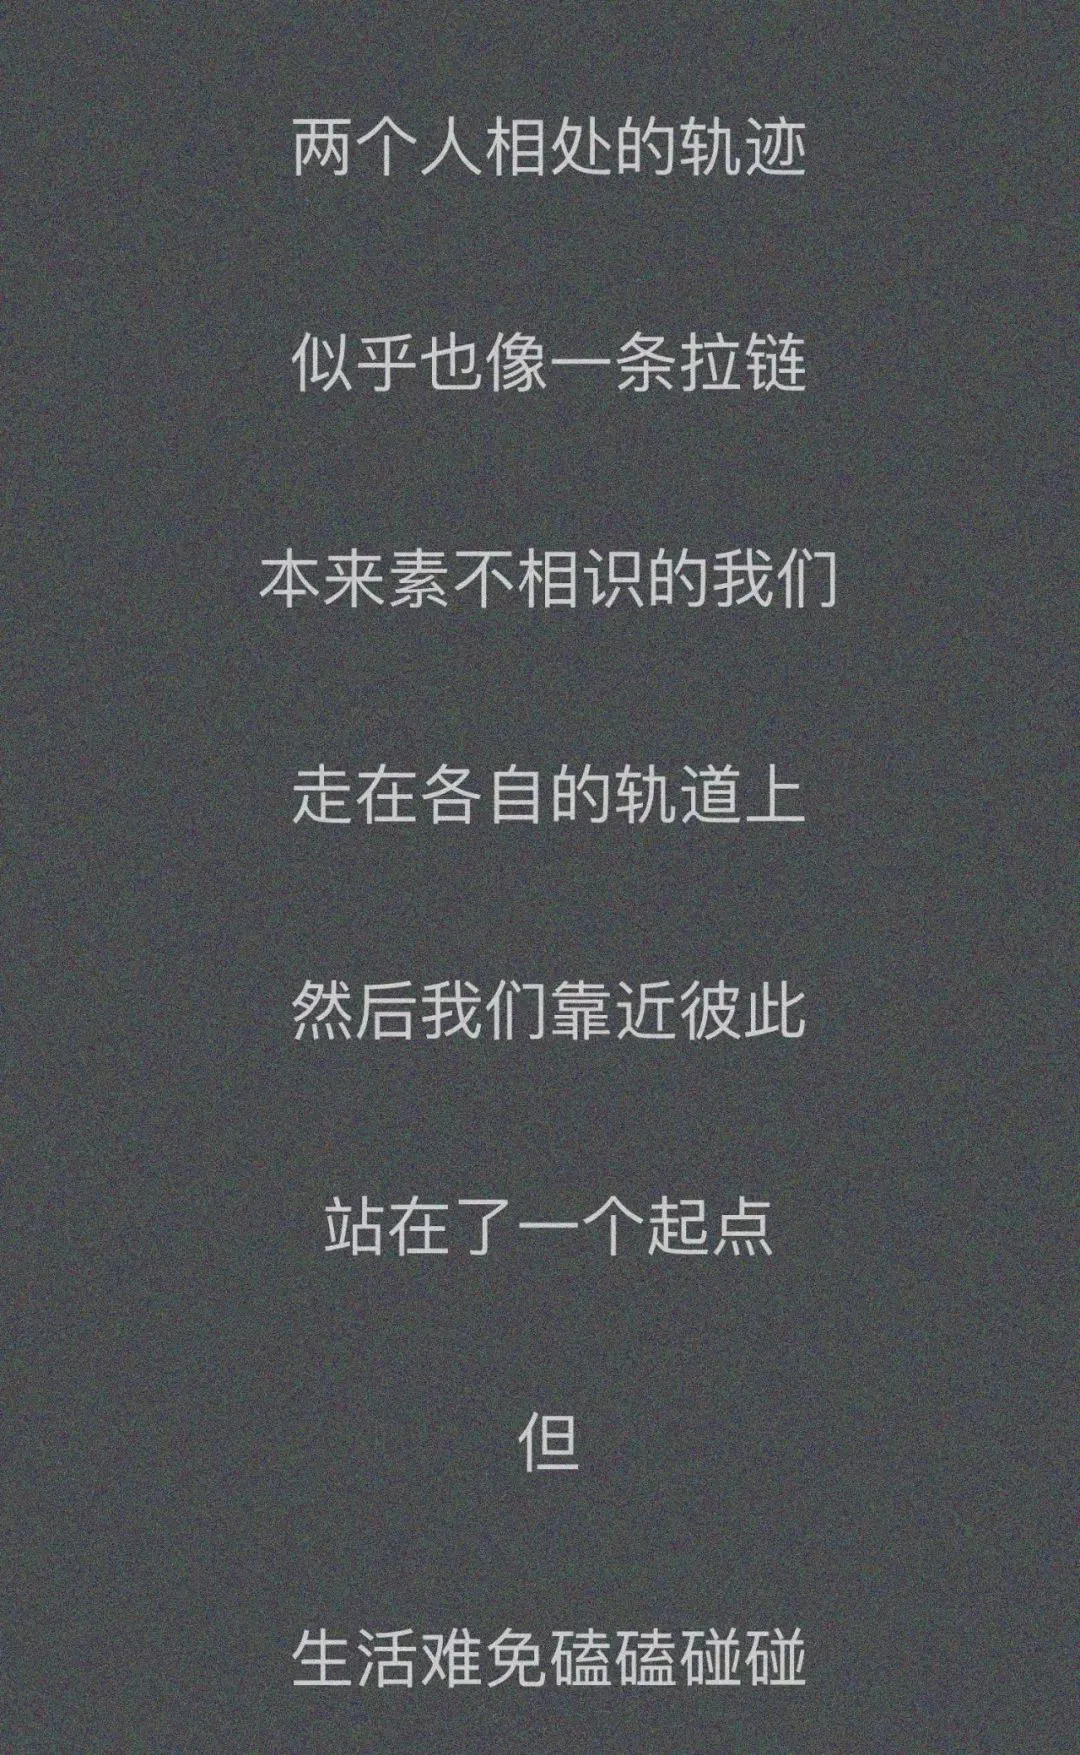 两个人相处的轨迹
似乎也像一条拉链
本来素不相识的我们
走在各自的轨道上
然后我们靠近彼此
站在了一个起点
但
生活难免磕磕碰碰